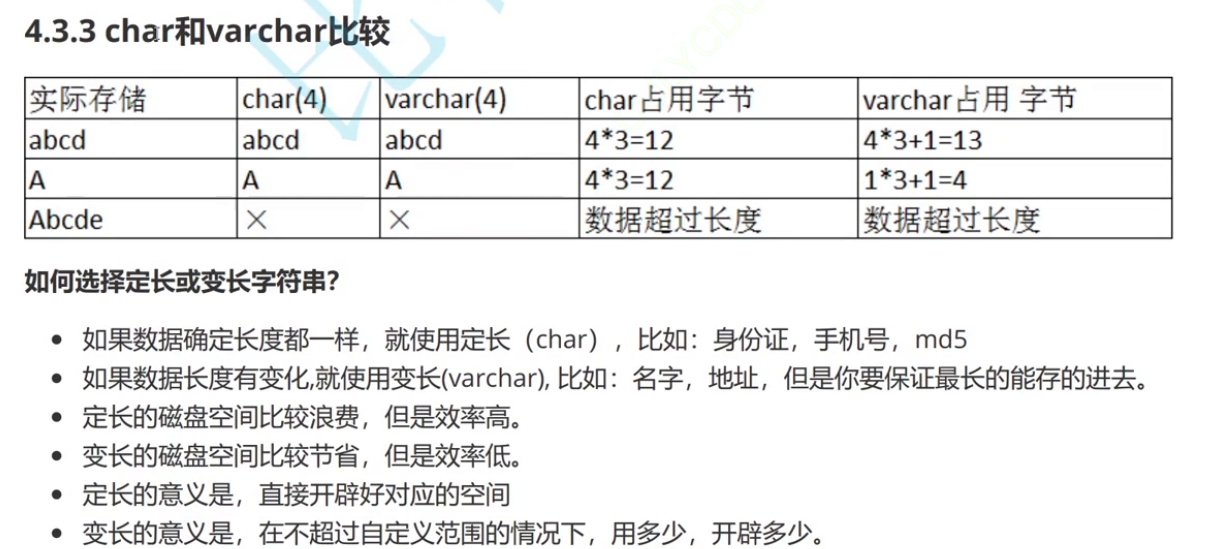 4.3.3 char和varchar比较
实际存储 char(4) varchar(4) char占用字节 varchar占用 字节
abcd abcd abcd 4*3=12 4*3+1=13
A A A 4*3=12 1*3+1=4
Abcde × × 数据超过长度 数据超过长度
如何选择定长或变长字符串？
如果数据确定长度都一样，就使用定长（char），比如：身份证，手机号，md5
如果数据长度有变化,就使用变长(varchar), 比如：名字，地址，但是你要保证最长的能存的进去。
定长的磁盘空间比较浪费，但是效率高。
变长的磁盘空间比较节省，但是效率低。
定长的意义是，直接开辟好对应的空间
变长的意义是，在不超过自定义范围的情况下，用多少，开辟多少。